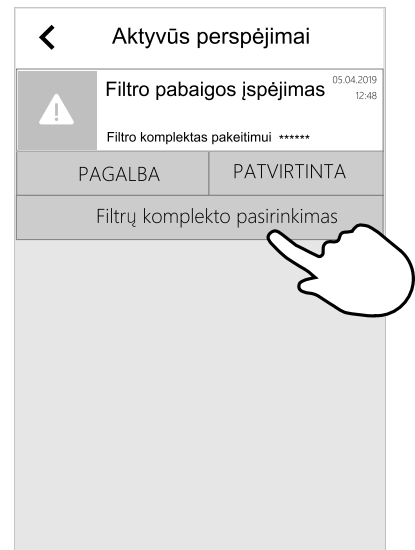 Aktyvūs perspėjimai
Filtro pabaigos įspėjimas
05.04.2019
12:48
Filtro komplektas pakeitimui ******
PAGALBA
PATVIRTINTA
Filtrų komplekto pasirinkimas